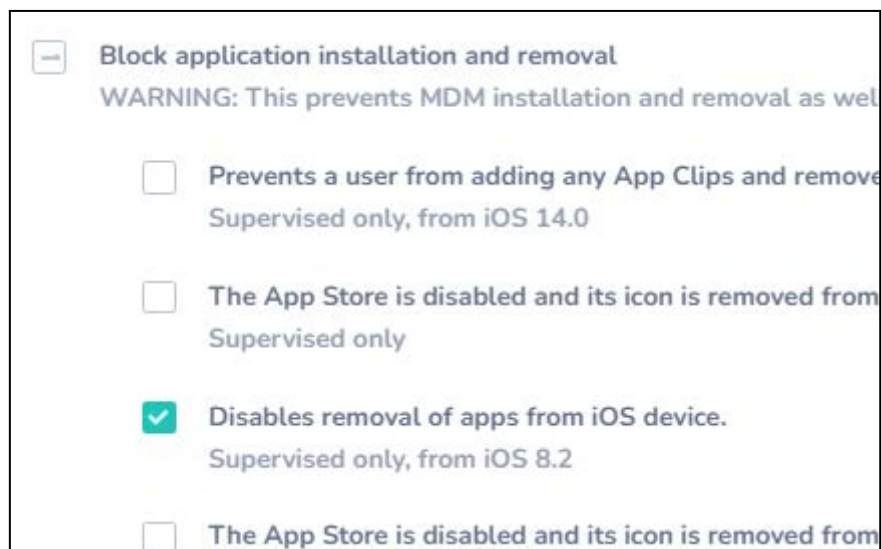 Block application installation and removal
WARNING: This prevents MDM installation and removal as wel
Prevents a user from adding any App Clips and remove
Supervised only, from iOS 14.0
The App Store is disabled and its icon is removed from
Supervised only
Disables removal of apps from iOS device.
Supervised only, from iOS 8.2
The App Store is disabled and its icon is removed from